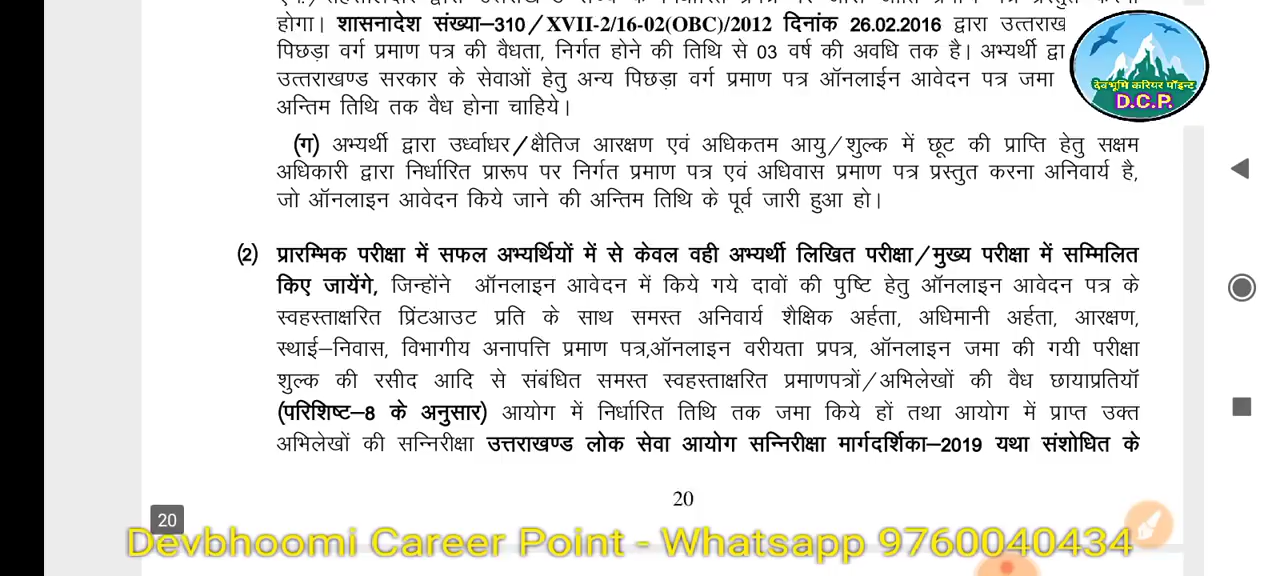 होगा। शासनादेश संख्या–310/XVII-2/16-02(OBC)/2012 दिनांक 26.02.2016 द्वारा उत्तराख
पिछड़ा वर्ग प्रमाण पत्र की वैधता, निर्गत होने की तिथि से 03 वर्ष की अवधि तक है। अभ्यर्थी द्वा
उत्तराखण्ड सरकार के सेवाओं हेतु अन्य पिछड़ा वर्ग प्रमाण पत्र ऑनलाईन आवेदन पत्र जमा
अन्तिम तिथि तक वैध होना चाहिये।
देवभूमि करियर पॉइन्ट
D.C.P.
(ग) अभ्यर्थी द्वारा उर्ध्वाधर/क्षैतिज आरक्षण एवं अधिकतम आयु/शुल्क में छूट की प्राप्ति हेतु सक्षम
अधिकारी द्वारा निर्धारित प्रारूप पर निर्गत प्रमाण पत्र एवं अधिवास प्रमाण पत्र प्रस्तुत करना अनिवार्य है,
जो ऑनलाइन आवेदन किये जाने की अन्तिम तिथि के पूर्व जारी हुआ हो।
(2) प्रारम्भिक परीक्षा में सफल अभ्यर्थियों में से केवल वही अभ्यर्थी लिखित परीक्षा/मुख्य परीक्षा में सम्मिलित
किए जायेंगे, जिन्होंने ऑनलाइन आवेदन में किये गये दावों की पुष्टि हेतु ऑनलाइन आवेदन पत्र के
स्वहस्ताक्षरित प्रिंटआउट प्रति के साथ समस्त अनिवार्य शैक्षिक अर्हता, अधिमानी अर्हता, आरक्षण,
स्थाई–निवास, विभागीय अनापत्ति प्रमाण पत्र,ऑनलाइन वरीयता प्रपत्र, ऑनलाइन जमा की गयी परीक्षा
शुल्क की रसीद आदि से संबंधित समस्त स्वहस्ताक्षरित प्रमाणपत्रों/अभिलेखों की वैध छायाप्रतियॉ
(परिशिष्ट–8 के अनुसार) आयोग में निर्धारित तिथि तक जमा किये हों तथा आयोग में प्राप्त उक्त
अभिलेखों की सन्निरीक्षा उत्तराखण्ड लोक सेवा आयोग सन्निरीक्षा मार्गदर्शिका–2019 यथा संशोधित के
20
20
Devbhoomi Career Point - Whatsapp 9760040434